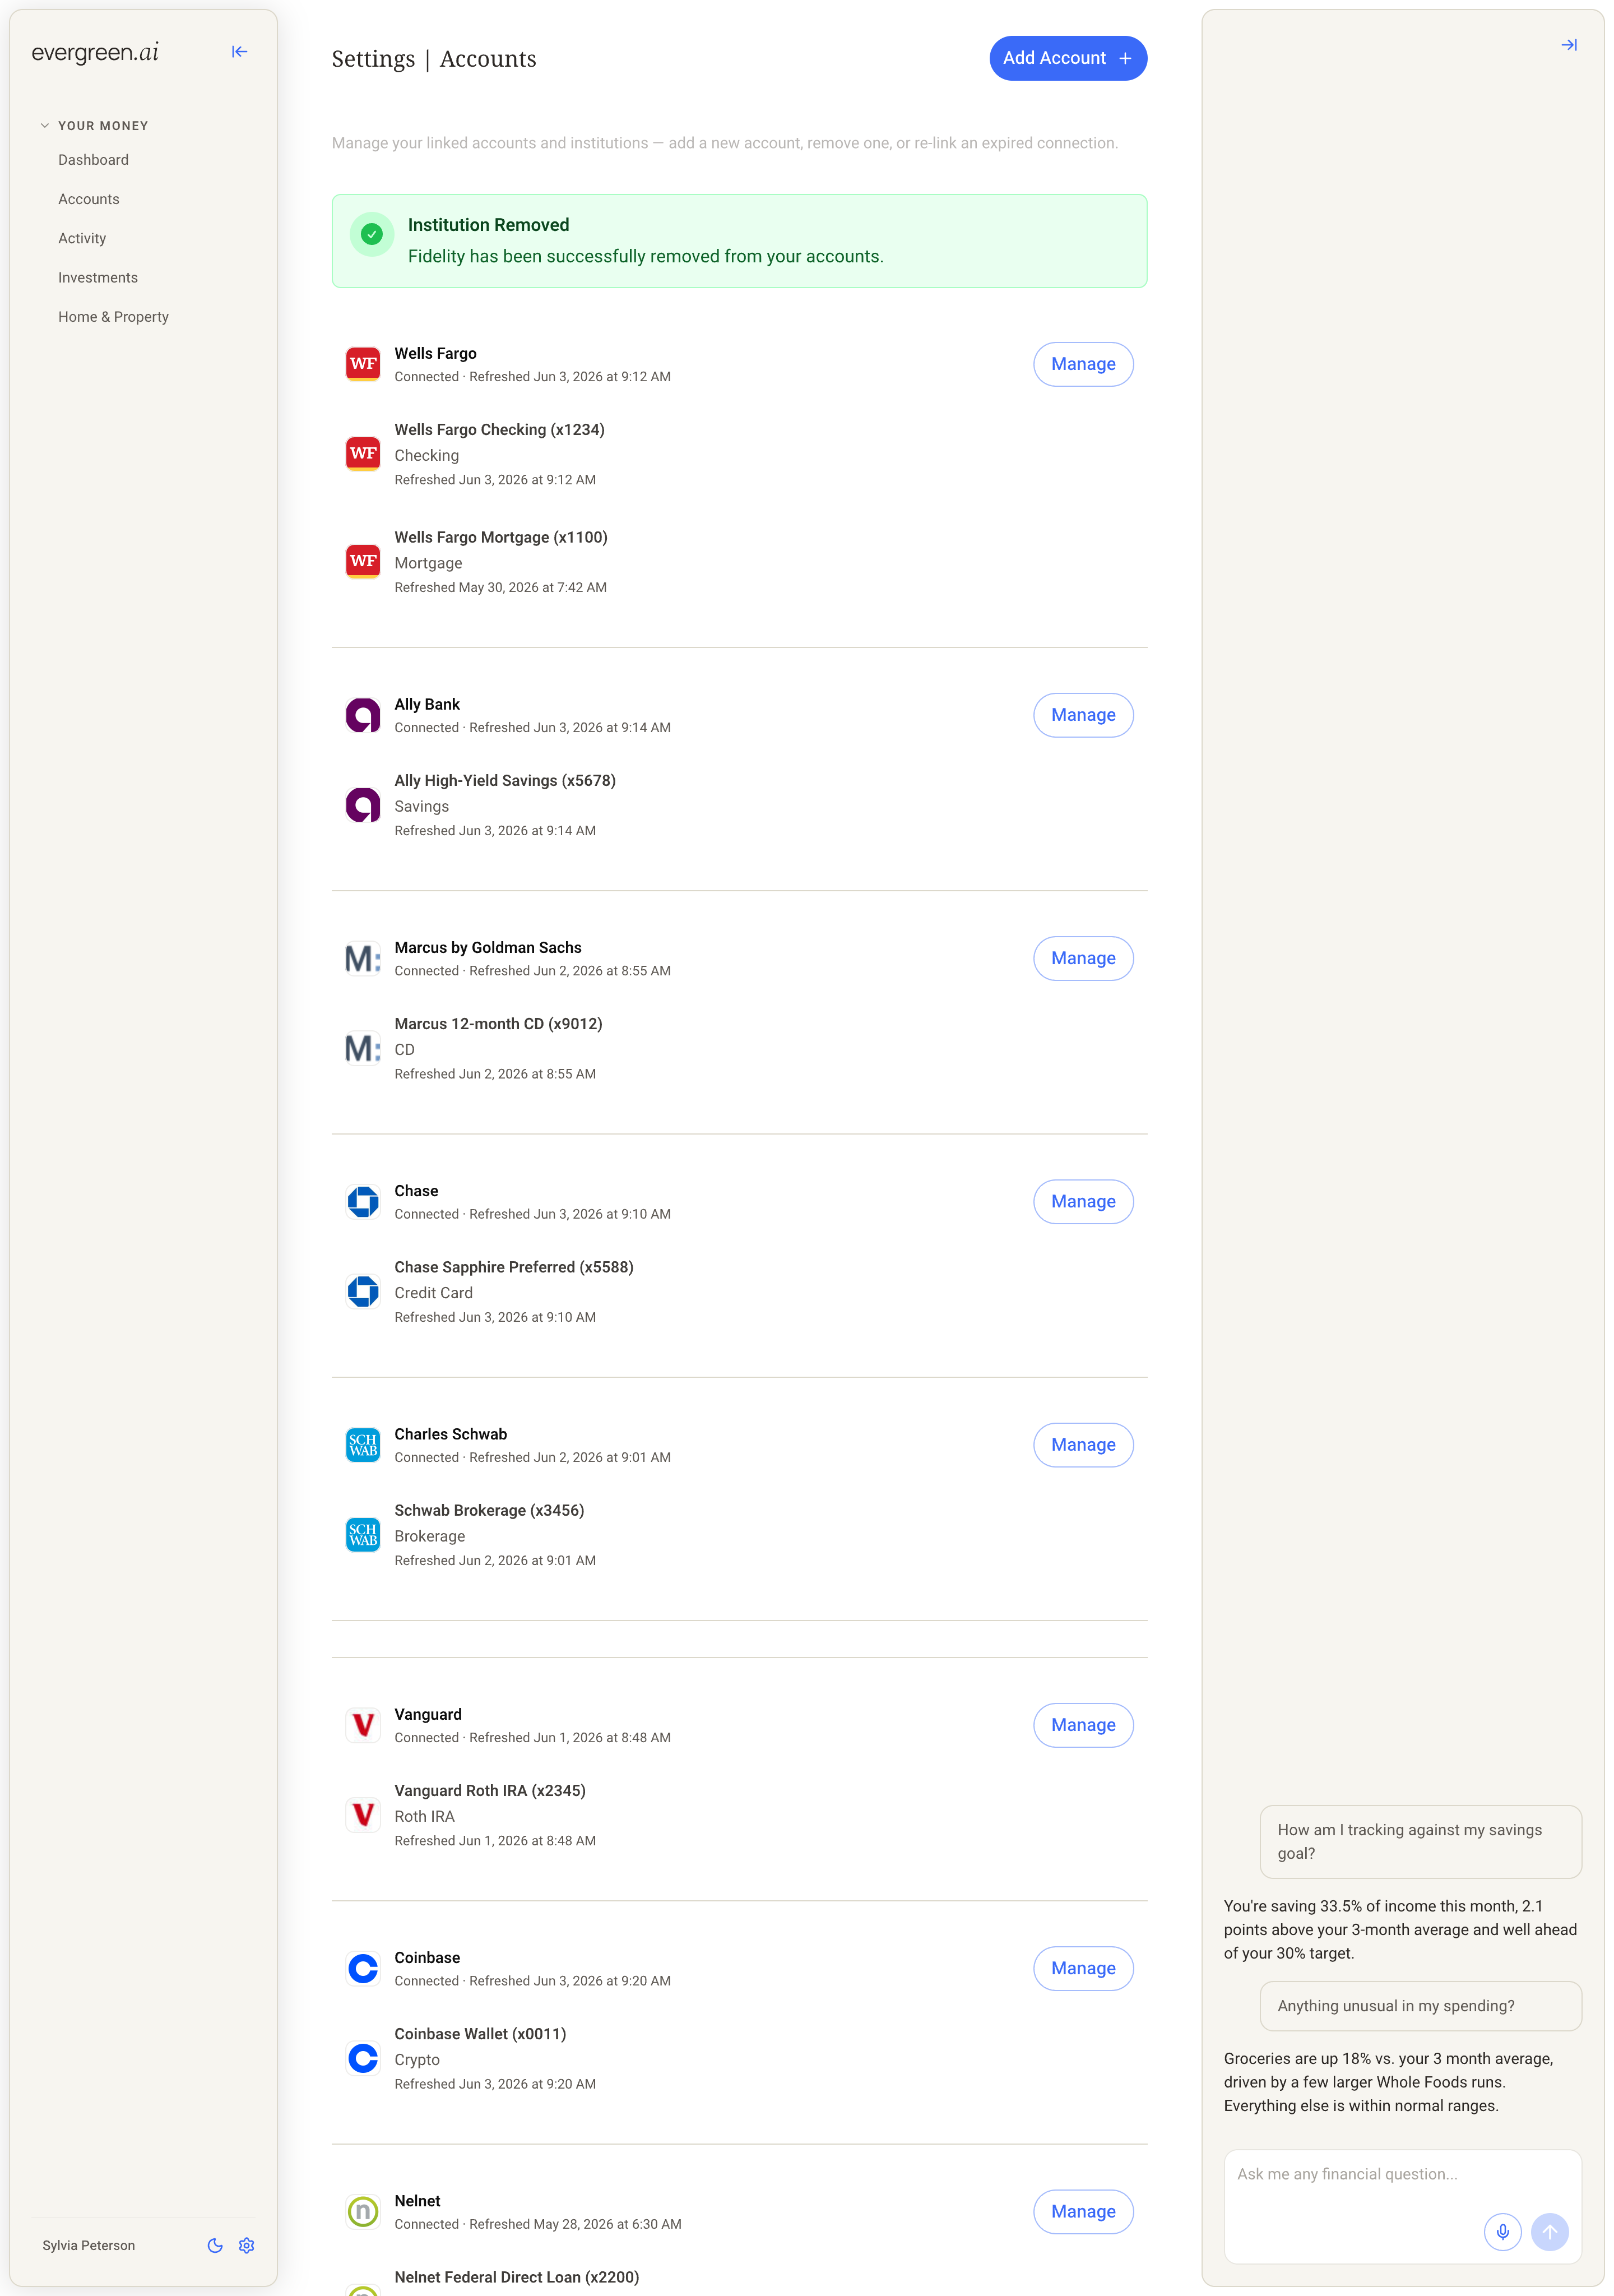 evergreen.ai
YOUR MONEY
Dashboard
Accounts
Activity
Investments
Home & Property
Sylvia Peterson
Settings | Accounts
Add Account
Manage your linked accounts and institutions — add a new account, remove one, or re-link an expired connection.
Institution Removed
Fidelity has been successfully removed from your accounts.
WF
Wells Fargo
Connected · Refreshed Jun 3, 2026 at 9:12 AM
Manage
WF
Wells Fargo Checking (x1234)
Checking
Refreshed Jun 3, 2026 at 9:12 AM
WF
Wells Fargo Mortgage (x1100)
Mortgage
Refreshed May 30, 2026 at 7:42 AM
Ally Bank
Connected · Refreshed Jun 3, 2026 at 9:14 AM
Manage
Ally High-Yield Savings (x5678)
Savings
Refreshed Jun 3, 2026 at 9:14 AM
M:
Marcus by Goldman Sachs
Connected · Refreshed Jun 2, 2026 at 8:55 AM
Manage
M:
Marcus 12-month CD (x9012)
CD
Refreshed Jun 2, 2026 at 8:55 AM
Chase
Connected · Refreshed Jun 3, 2026 at 9:10 AM
Manage
Chase Sapphire Preferred (x5588)
Credit Card
Refreshed Jun 3, 2026 at 9:10 AM
SCH
WAB
Charles Schwab
Connected · Refreshed Jun 2, 2026 at 9:01 AM
Manage
SCH
WAB
Schwab Brokerage (x3456)
Brokerage
Refreshed Jun 2, 2026 at 9:01 AM
V
Vanguard
Connected · Refreshed Jun 1, 2026 at 8:48 AM
Manage
V
Vanguard Roth IRA (x2345)
Roth IRA
Refreshed Jun 1, 2026 at 8:48 AM
Coinbase
Connected · Refreshed Jun 3, 2026 at 9:20 AM
Manage
Coinbase Wallet (x0011)
Crypto
Refreshed Jun 3, 2026 at 9:20 AM
n
Nelnet
Connected · Refreshed May 28, 2026 at 6:30 AM
Manage
Nelnet Federal Direct Loan (x2200)
How am I tracking against my savings
goal?
You're saving 33.5% of income this month, 2.1
points above your 3-month average and well ahead
of your 30% target.
Anything unusual in my spending?
Groceries are up 18% vs. your 3 month average,
driven by a few larger Whole Foods runs.
Everything else is within normal ranges.
Ask me any financial question...